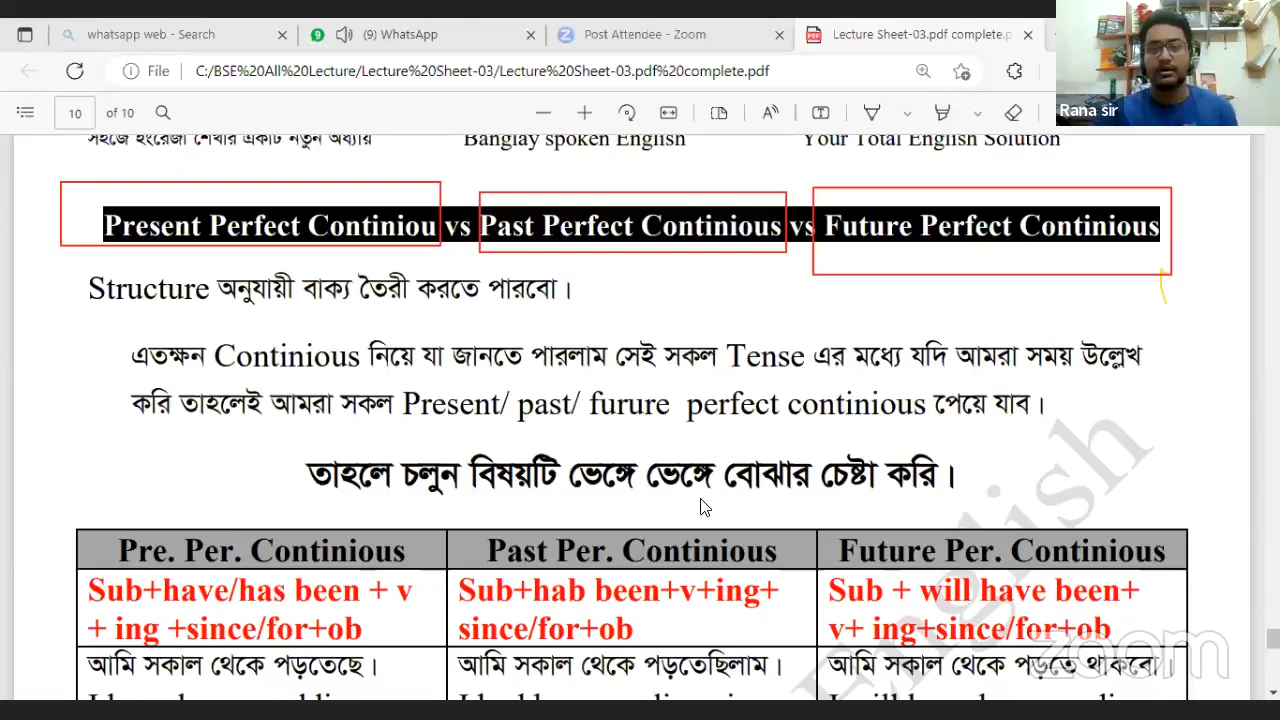 whatsapp web - Search
(9) WhatsApp
Post Attendee - Zoom
Lecture Sheet-03.pdf complete.p
File C:/BSE%20All%20Lecture/Lecture%20Sheet-03/Lecture%20Sheet-03.pdf%20complete.pdf
10 of 10
Rana sir
সহজে ইংরেজী শেখার একটি নতুন অধ্যায় Banglay spoken English Your Total English Solution
Present Perfect Continiou vs Past Perfect Continious vs Future Perfect Continious
Structure অনুযায়ী বাক্য তৈরী করতে পারবো।
এতক্ষন Continious নিয়ে যা জানতে পারলাম সেই সকল Tense এর মধ্যে যদি আমরা সময় উল্লেখ
করি তাহলেই আমরা সকল Present/ past/ furure perfect continious পেয়ে যাব।
তাহলে চলুন বিষয়টি ভেঙ্গে ভেঙ্গে বোঝার চেষ্টা করি।
Pre. Per. Continious Past Per. Continious Future Per. Continious
Sub+have/has been + v Sub+hab been+v+ing+ Sub + will have been+
+ ing +since/for+ob since/for+ob v+ ing+since/for+ob
আমি সকাল থেকে পড়তেছে। আমি সকাল থেকে পড়তেছিলাম। আমি সকাল থেকে পড়তে থাকবো।
English
zoom